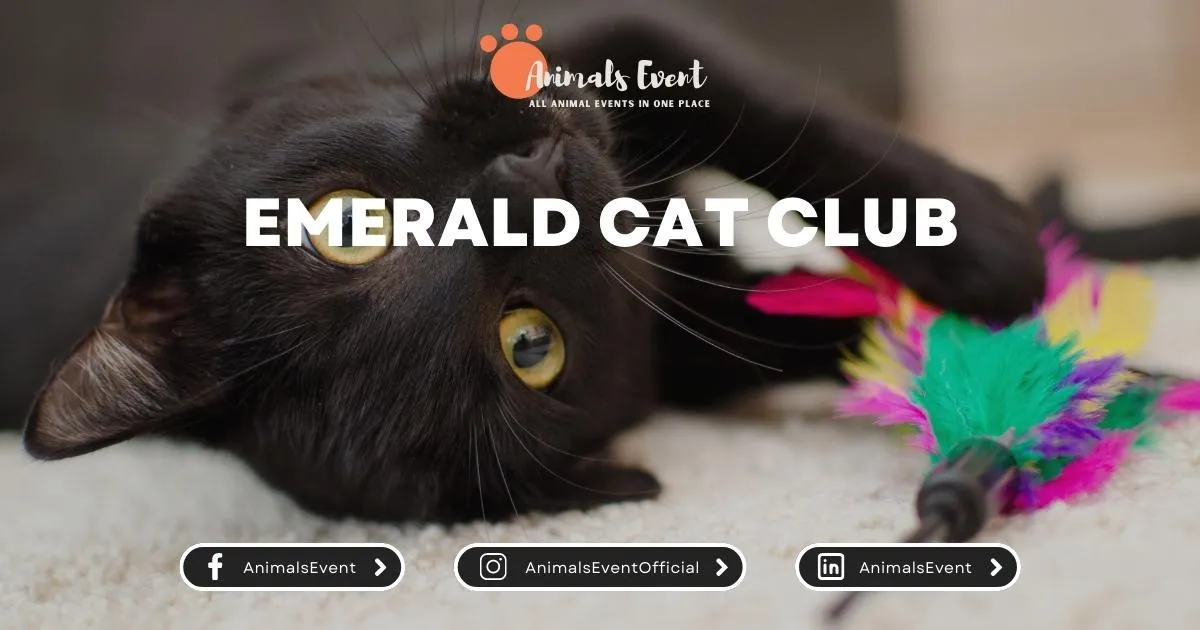 Animals Event
ALL ANIMAL EVENTS IN ONE PLACE
EMERALD CAT CLUB
AnimalsEvent
AnimalsEventOfficial
AnimalsEvent